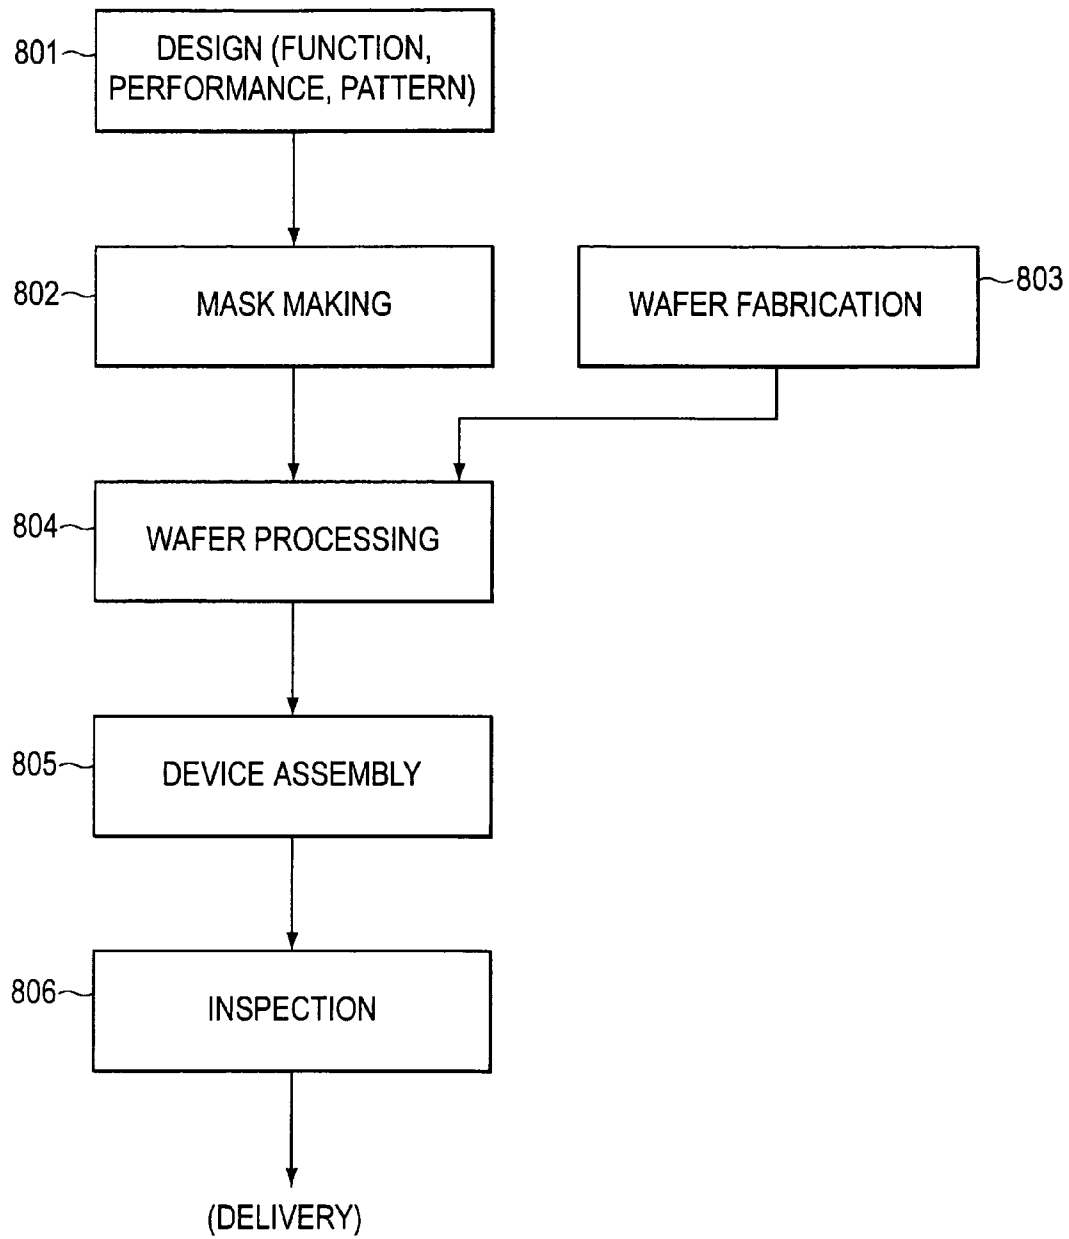 801
DESIGN (FUNCTION,
PERFORMANCE, PATTERN)
802
MASK MAKING
WAFER FABRICATION
803
804
WAFER PROCESSING
805
DEVICE ASSEMBLY
806
INSPECTION
(DELIVERY)